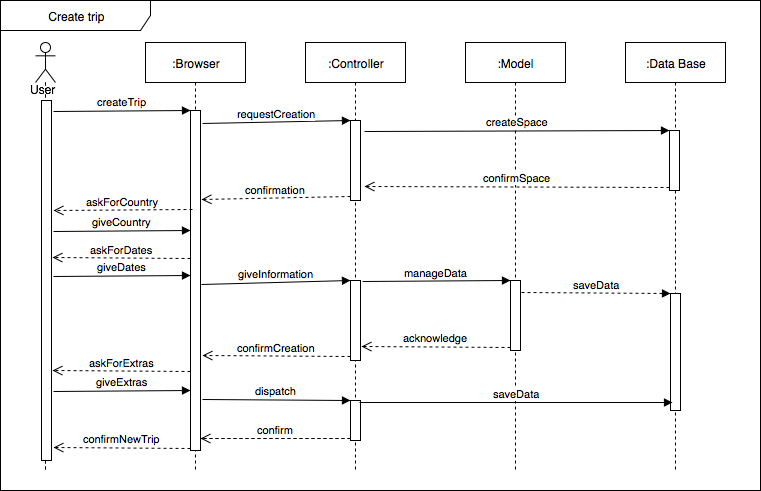 Create trip
User
:Browser
:Controller
:Model
:Data Base
createTrip
requestCreation
createSpace
confirmSpace
confirmation
askForCountry
giveCountry
askForDates
giveDates
giveInformation
manageData
saveData
acknowledge
confirmCreation
askForExtras
giveExtras
dispatch
saveData
confirm
confirmNewTrip